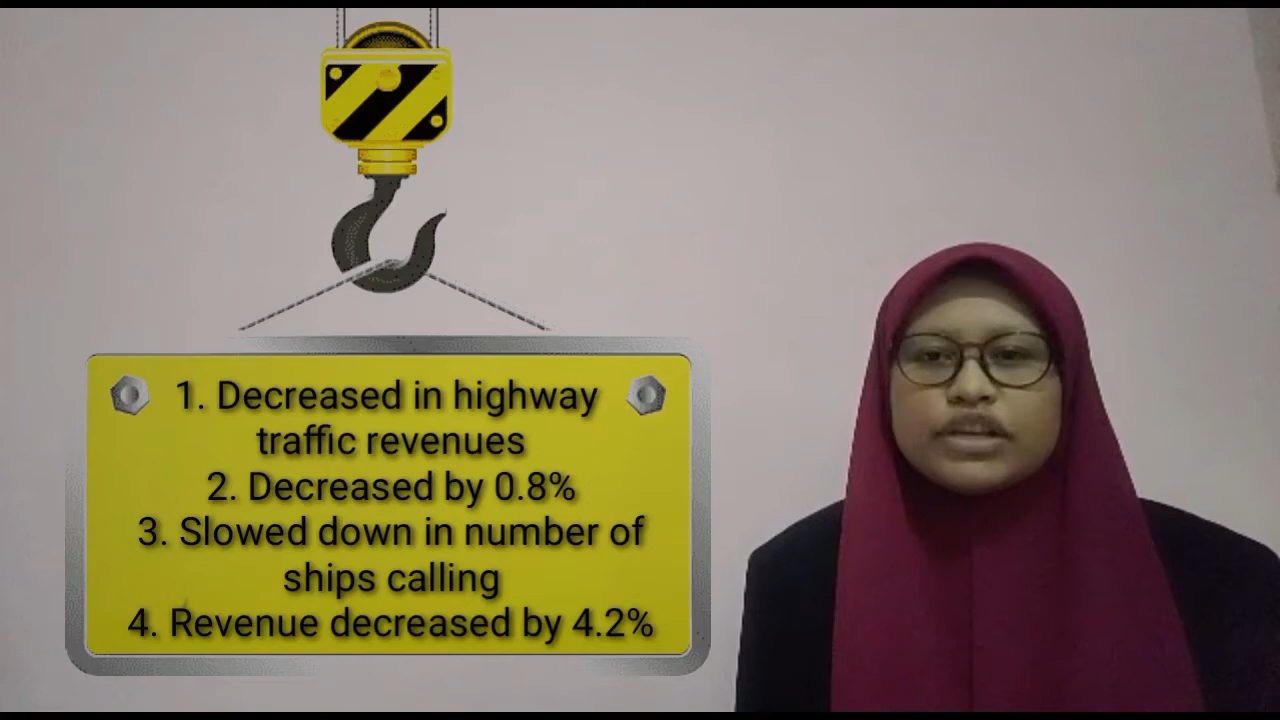 1. Decreased in highway
traffic revenues
2. Decreased by 0.8%
3. Slowed down in number of
ships calling
4. Revenue decreased by 4.2%